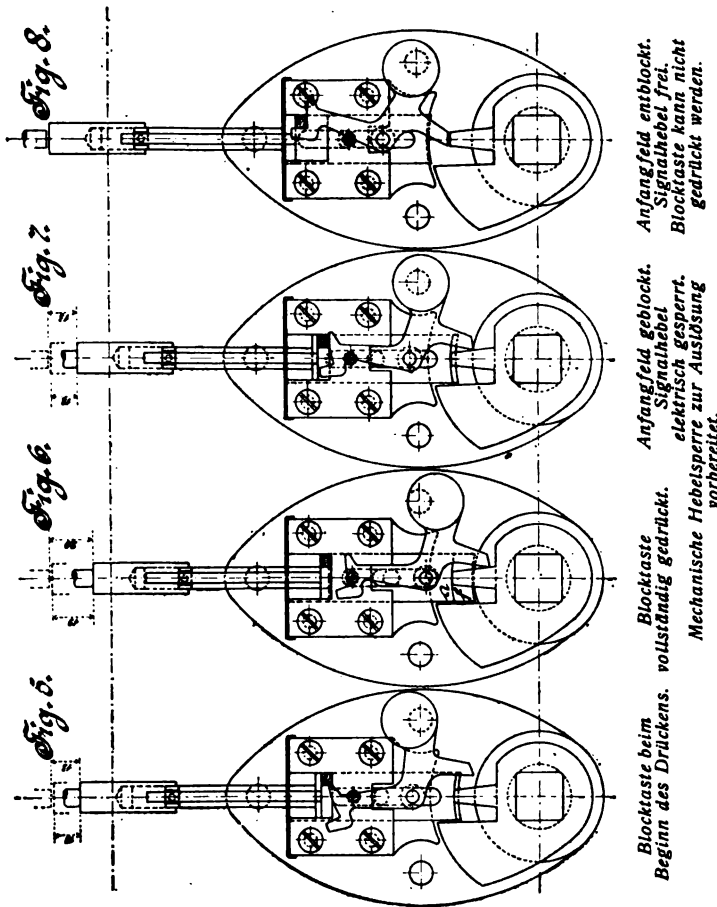 Fig. 5.
Fig. 6.
Fig. 7.
Fig. 8.
Blocktaste beim
Beginn des Drückens.
Blocktaste
vollständig gedrückt.
Anfangfeld geblockt.
Signalhebel
elektrisch gesperrt.
Mechanische Hebelsperre zur Auslösung
vorbereitet.
Anfangfeld entblockt.
Signalhebel frei.
Blocktaste kann nicht
gedrückt werden.